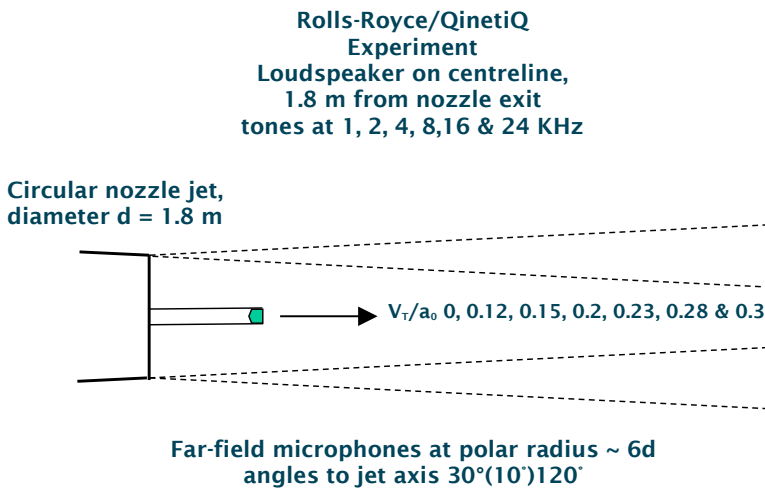 Rolls-Royce/QinetiQ
Experiment
Loudspeaker on centreline,
1.8 m from nozzle exit
tones at 1, 2, 4, 8,16 & 24 KHz
Circular nozzle jet,
diameter d = 1.8 m
V_T/a₀ 0, 0.12, 0.15, 0.2, 0.23, 0.28 & 0.3
Far-field microphones at polar radius ~ 6d
angles to jet axis 30°(10°)120°